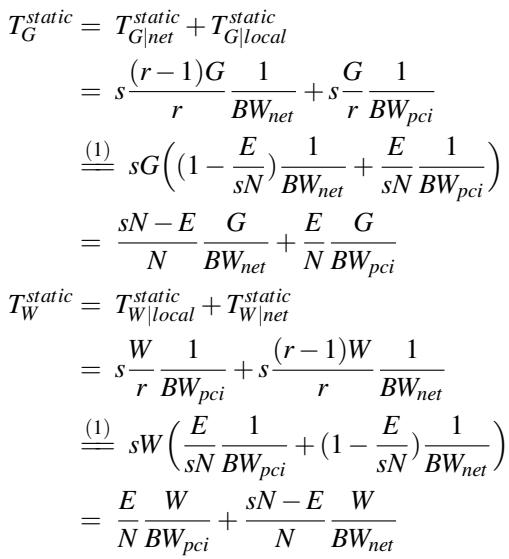 T_G^{static} = T_{G|net}^{static} + T_{G|local}^{static}
= s \frac{(r-1)G}{r} \frac{1}{BW_{net}} + s \frac{G}{r} \frac{1}{BW_{pci}}
\overset{(1)}{=} sG((1 - \frac{E}{sN}) \frac{1}{BW_{net}} + \frac{E}{sN} \frac{1}{BW_{pci}})
= \frac{sN-E}{N} \frac{G}{BW_{net}} + \frac{E}{N} \frac{G}{BW_{pci}}
T_W^{static} = T_{W|local}^{static} + T_{W|net}^{static}
= s \frac{W}{r} \frac{1}{BW_{pci}} + s \frac{(r-1)W}{r} \frac{1}{BW_{net}}
\overset{(1)}{=} sW(\frac{E}{sN} \frac{1}{BW_{pci}} + (1 - \frac{E}{sN}) \frac{1}{BW_{net}})
= \frac{E}{N} \frac{W}{BW_{pci}} + \frac{sN-E}{N} \frac{W}{BW_{net}}